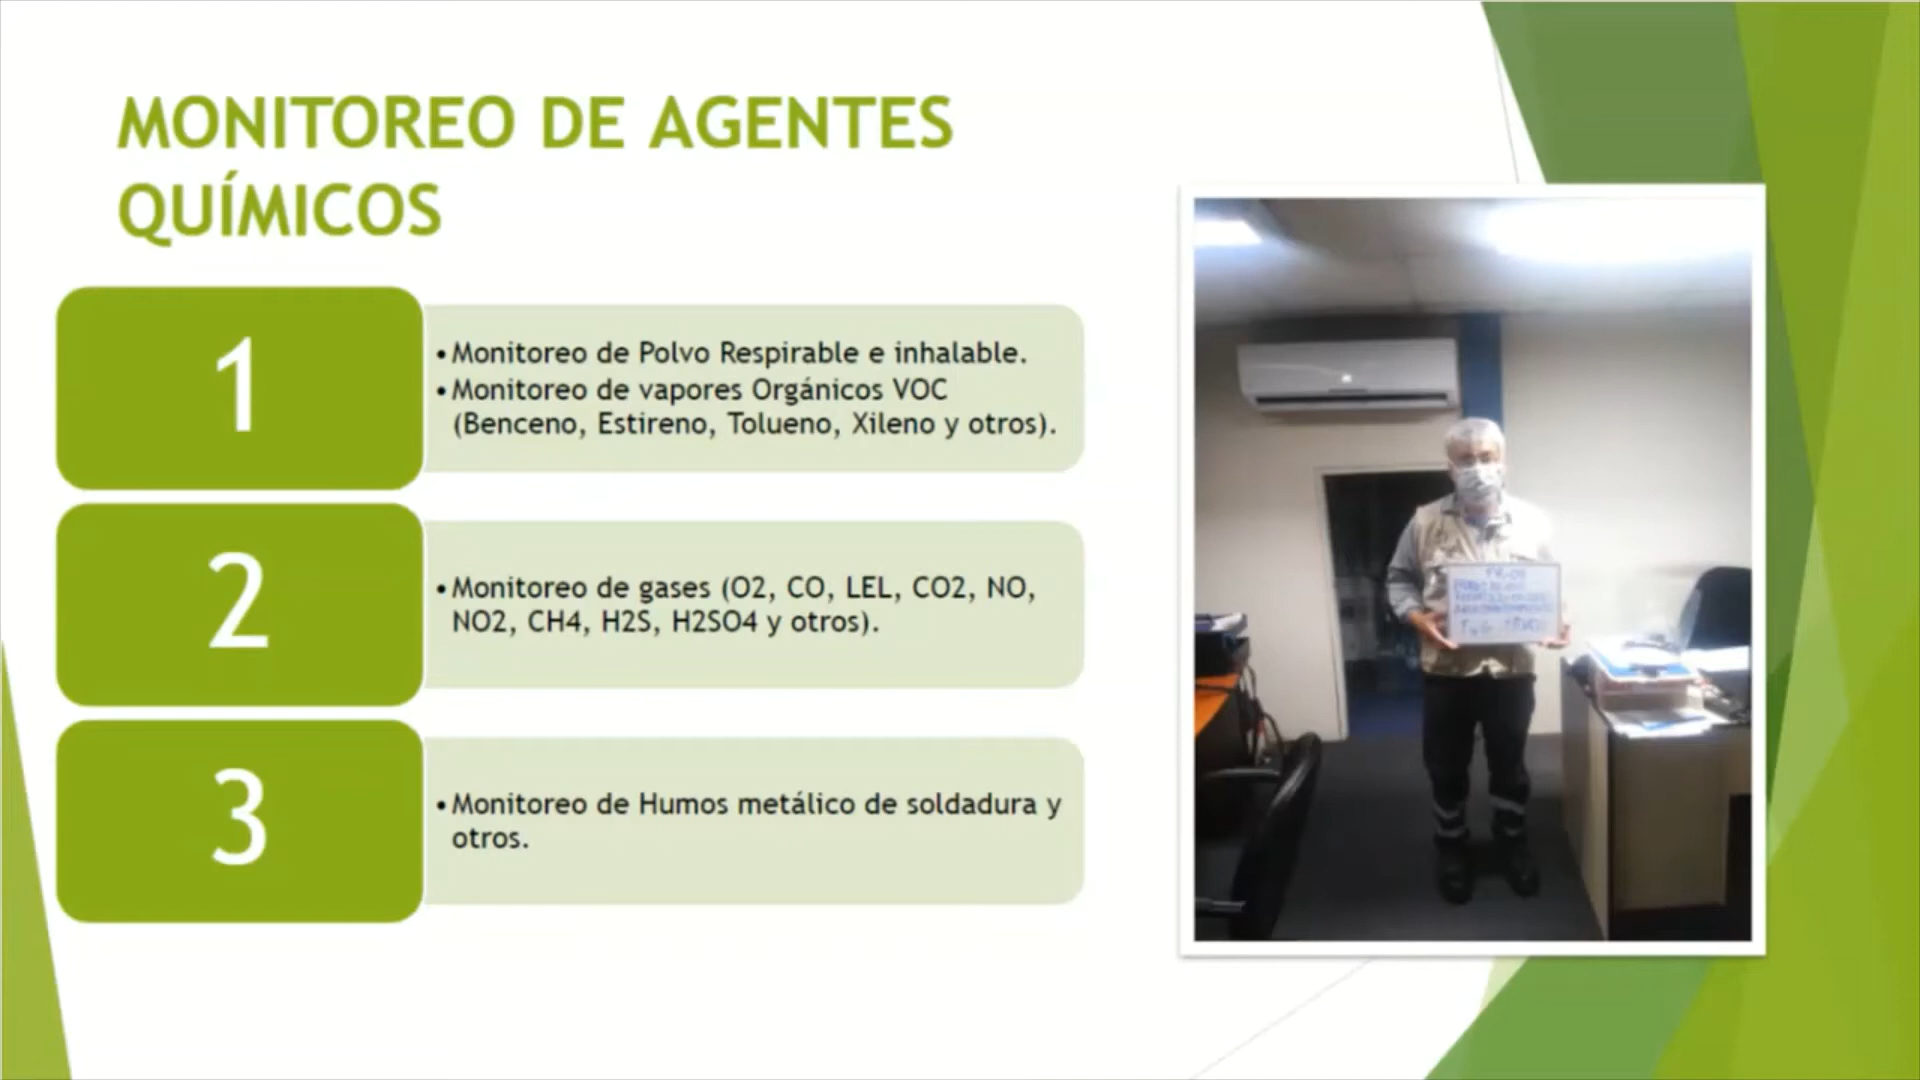 MONITOREO DE AGENTES
QUÍMICOS
1
•Monitoreo de Polvo Respirable e inhalable.
•Monitoreo de vapores Orgánicos VOC
(Benceno, Estireno, Tolueno, Xileno y otros).
2
•Monitoreo de gases (O2, CO, LEL, CO2, NO,
NO2, CH4, H2S, H2SO4 y otros).
3
•Monitoreo de Humos metálico de soldadura y
otros.